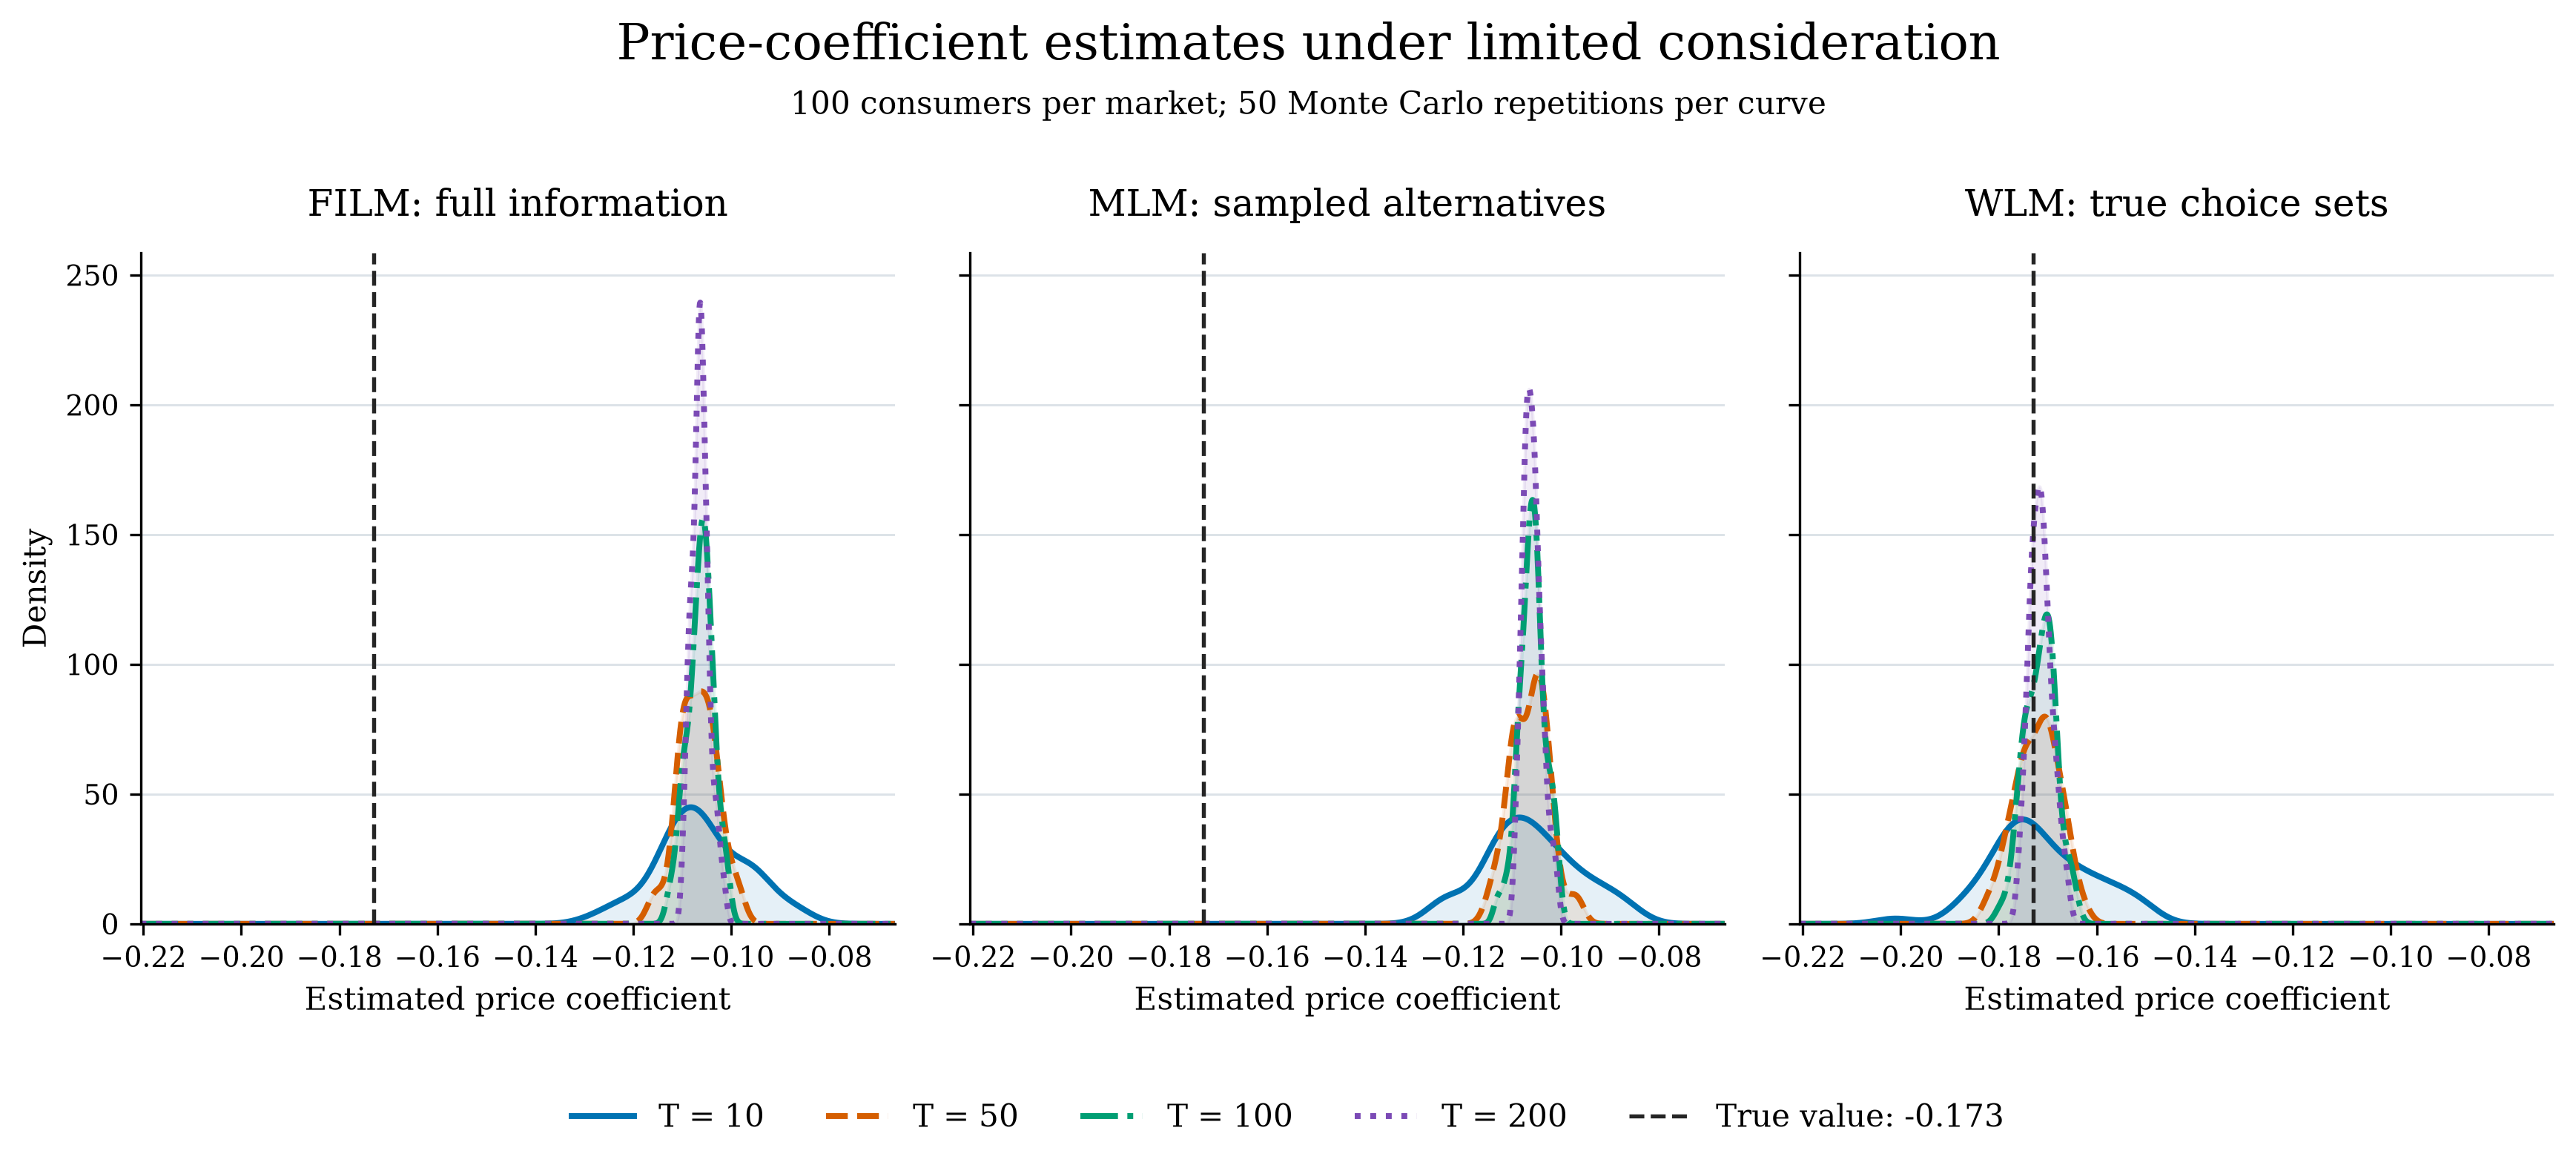 Price-coefficient estimates under limited consideration
100 consumers per market; 50 Monte Carlo repetitions per curve
FILM: full information
MLM: sampled alternatives
WLM: true choice sets
Density
250
200
150
100
50
0
−0.22 −0.20 −0.18 −0.16 −0.14 −0.12 −0.10 −0.08
−0.22 −0.20 −0.18 −0.16 −0.14 −0.12 −0.10 −0.08
−0.22 −0.20 −0.18 −0.16 −0.14 −0.12 −0.10 −0.08
Estimated price coefficient
Estimated price coefficient
Estimated price coefficient
T = 10 T = 50 T = 100 T = 200 True value: -0.173